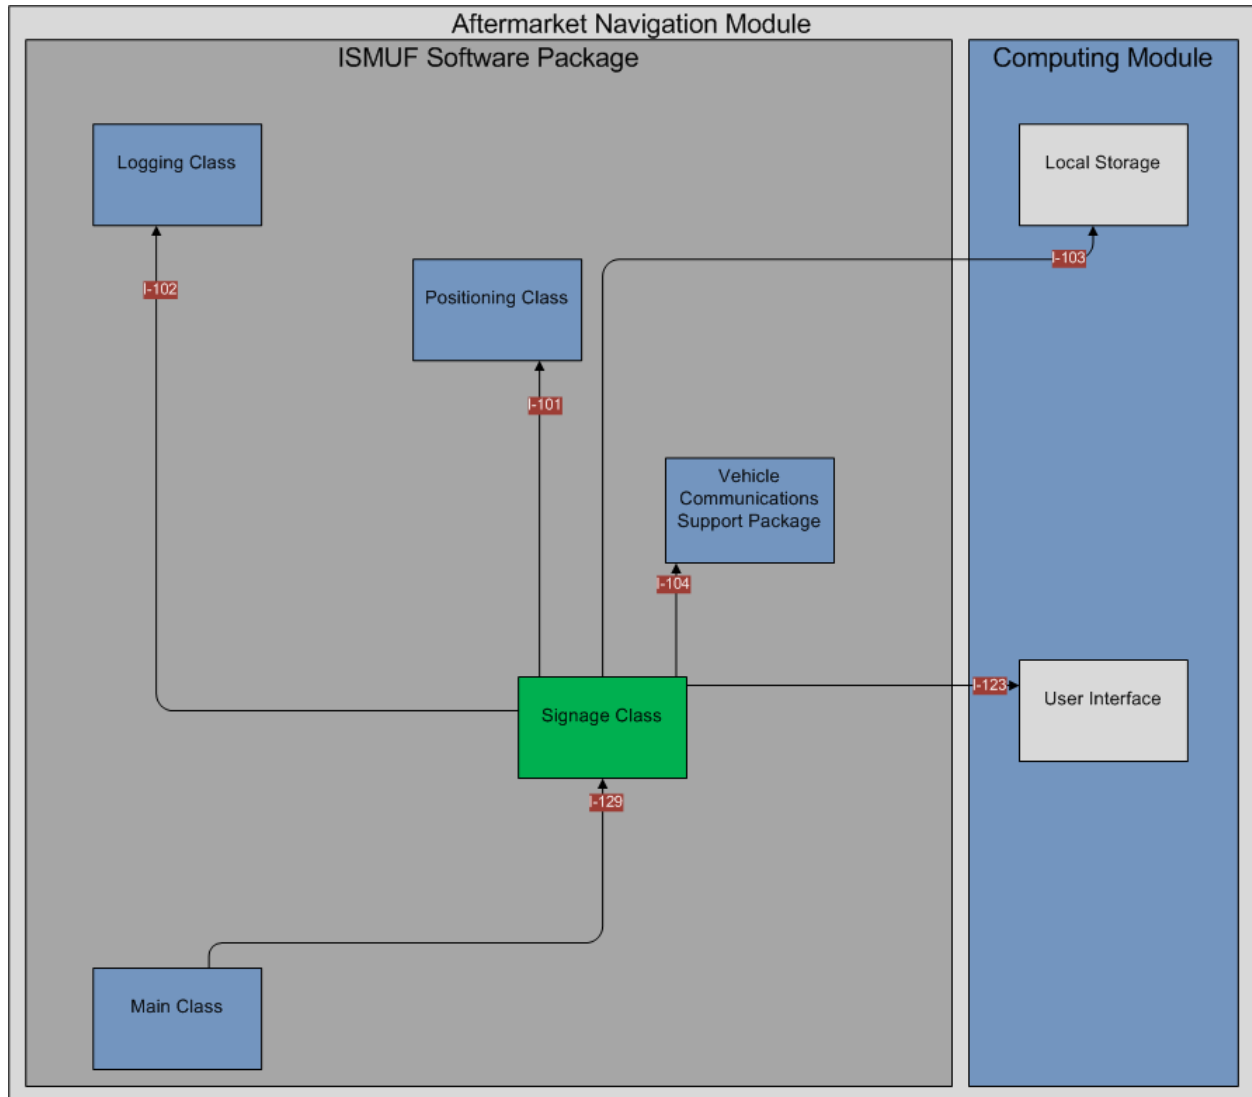 Aftermarket Navigation Module
ISMUF Software Package
Computing Module
Logging Class
Local Storage
I-103
I-102
Positioning Class
I-101
Vehicle
Communications
Support Package
I-104
I-123
User Interface
Signage Class
I-129
Main Class